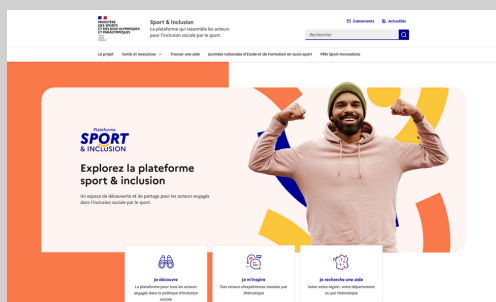 MINISTÈRE
DES SPORTS
ET DES JEUX OLYMPIQUES
ET PARALYMPIQUES
Sport & Inclusion
La plateforme qui rassemble les acteurs
pour l'inclusion sociale par le sport.
Événements
Actualités
Rechercher
Le projet
Outils et ressources
Trouver une aide
Journées nationales d'Etude et de Formation en socio-sport
PRN Sport Innovations
Plateforme
SPORT
& INCLUSION
Explorez la plateforme
sport & inclusion
Un espace de découverte et de partage pour les acteurs engagés
dans l'inclusion sociale par le sport.
Je découvre
La plateforme pour tous les acteurs
engagés dans la politique d'inclusion
sociale
Je m'inspire
Des retours d'expériences classées par
thématique
Je recherche une aide
Selon votre région, votre département
ou par thématique